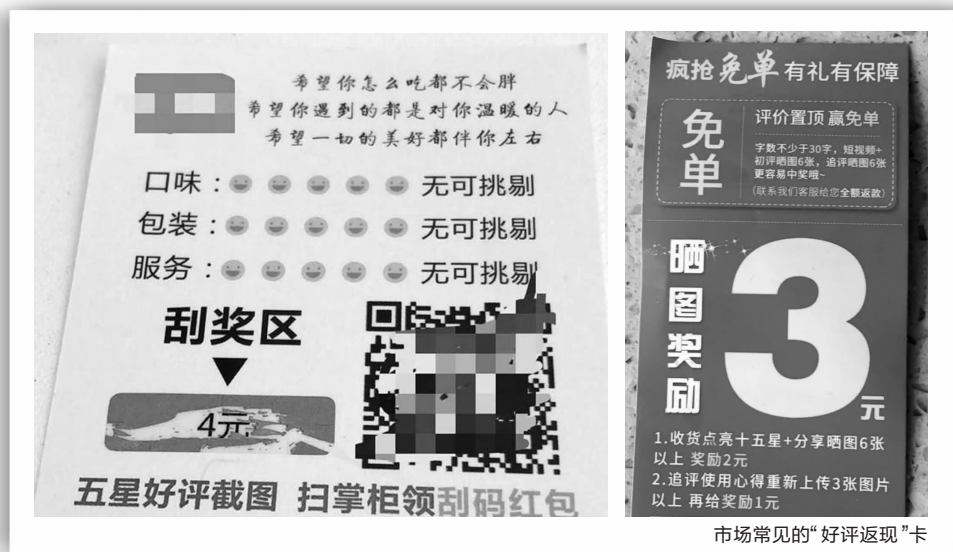 希望你怎么吃都不会胖
希望你遇到的都是对你温暖的人
希望一切的美好都伴你左右
口味：无可挑剔
包装：无可挑剔
服务：无可挑剔
刮奖区
4元
五星好评截图 扫掌柜领刮码红包
疯抢免单有礼有保障
免单
评价置顶 赢免单
字数不少于30字，短视频+
初评晒图6张，追评晒图6张
更容易中奖哦~
(联系我们客服给您全额返款)
晒图奖励
3元
1.收货点亮十五星+分享晒图6张
以上 奖励2元
2.追评使用心得重新上传3张图片
以上 再给奖励1元
市场常见的“好评返现”卡